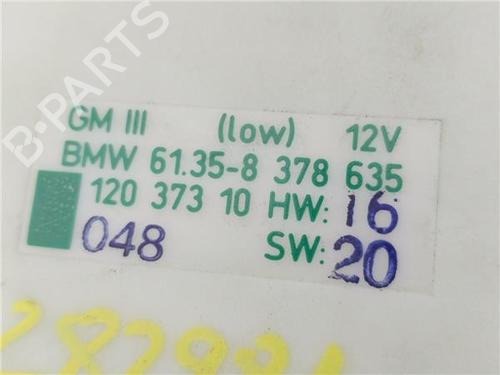 B-PARTS
GM III (low) 12V
BMW 61.35-8 378 635
120 373 10 HW: 16
048 SW: 20